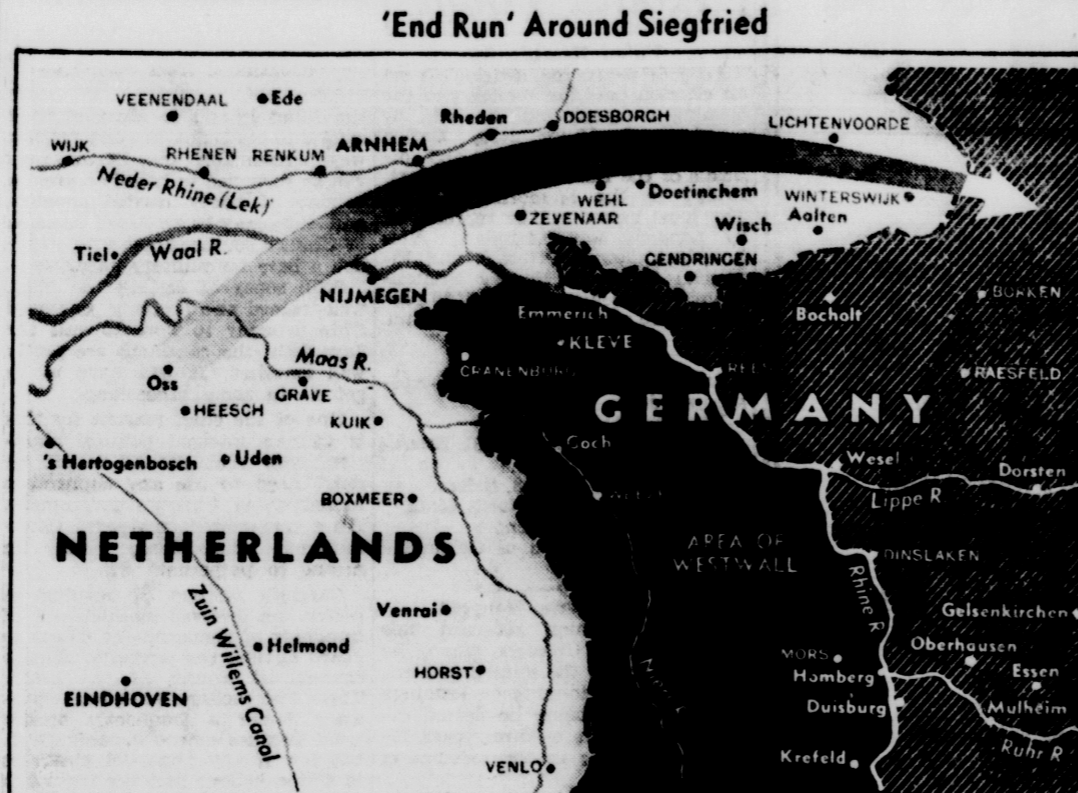 'End Run' Around Siegfried
VEENENDAAL
Ede
Rheden
DOESBORGH
LICHTENVOORDE
WIJK
RHENEN
RENKUM
ARNHEM
Neder Rhine (Lek)
WEHL
Doetinchem
WINTERSWIJK
ZEVENAAR
Wisch
Aalten
Tiel
Waal R.
GENDRINGEN
NIJMEGEN
Emmerich
Bocholt
BORKEN
KLEVE
Maas R.
CRANENBURG
REES
RAESFELD
Oss
GRAVE
HEESCH
KUIK
GERMANY
Goch
's Hertogenbosch
Uden
Wesel
Dorsten
BOXMEER
Lippe R
NETHERLANDS
AREA OF
WESTWALL
DINSLAKEN
Rhine R
Zuin Willems Canal
Venrai
Gelsenkirchen
Helmond
MORS
Oberhausen
HORST
Homberg
Essen
EINDHOVEN
Duisburg
Mulheim
Ruhr R
VENLO
Krefeld